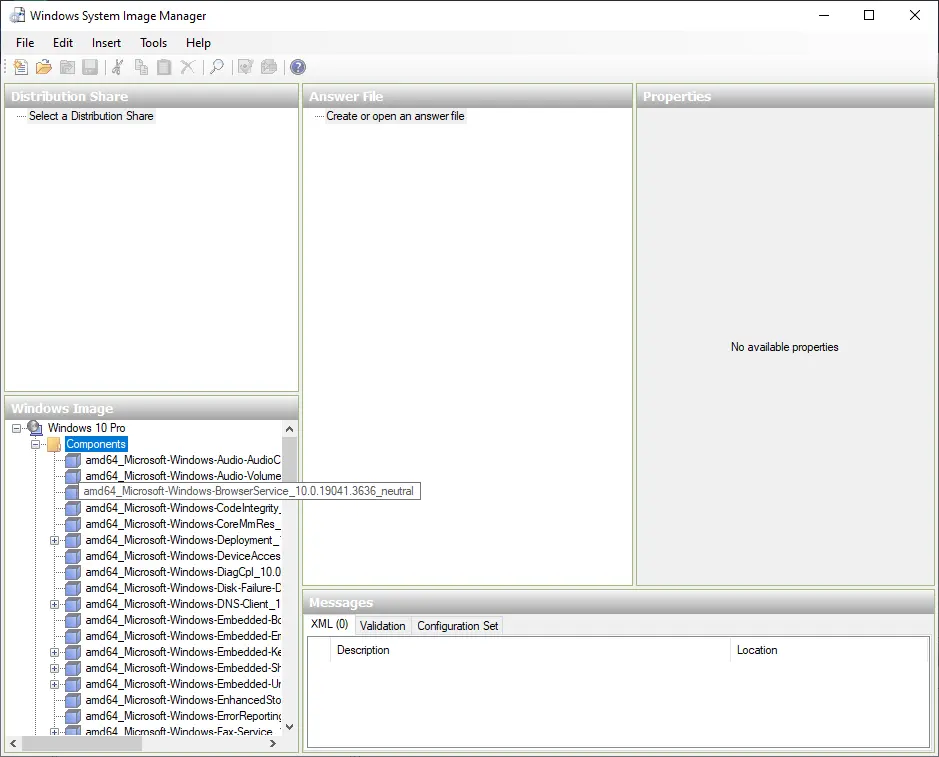 Windows System Image Manager
File Edit Insert Tools Help
Distribution Share
Select a Distribution Share
Answer File
Create or open an answer file
Properties
No available properties
Windows Image
Windows 10 Pro
Components
amd64_Microsoft-Windows-Audio-AudioC
amd64_Microsoft-Windows-Audio-Volume
amd64_Microsoft-Windows-BrowserService_10.0.19041.3636_neutral
amd64_Microsoft-Windows-CodeIntegrity_
amd64_Microsoft-Windows-CoreMmRes_
amd64_Microsoft-Windows-Deployment_
amd64_Microsoft-Windows-DeviceAcces
amd64_Microsoft-Windows-DiagCpl_10.0
amd64_Microsoft-Windows-Disk-Failure-D
amd64_Microsoft-Windows-DNS-Client_1
amd64_Microsoft-Windows-Embedded-Bo
amd64_Microsoft-Windows-Embedded-Em
amd64_Microsoft-Windows-Embedded-Ke
amd64_Microsoft-Windows-Embedded-Sh
amd64_Microsoft-Windows-Embedded-Un
amd64_Microsoft-Windows-EnhancedSto
amd64_Microsoft-Windows-ErrorReporting
amd64_Microsoft-Windows-Fax-Service_
Messages
XML (0) Validation Configuration Set
Description Location